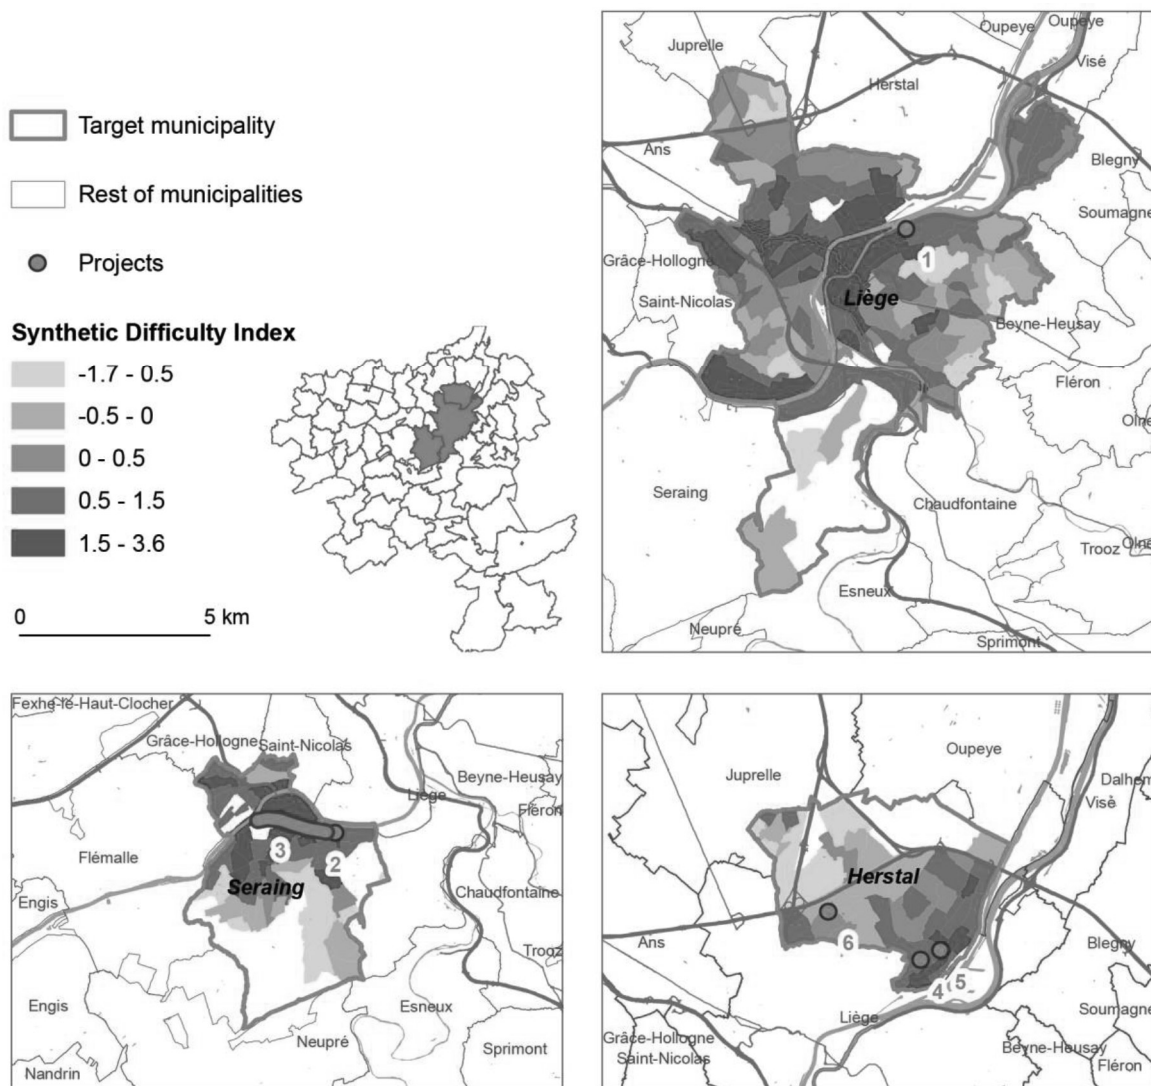 Target municipality
Rest of municipalities
Projects
Synthetic Difficulty Index
-1.7 - 0.5
-0.5 - 0
0 - 0.5
0.5 - 1.5
1.5 - 3.6
0 5 km
Oupeye
Oupeye
Juprelle
Visé
Herstal
Ans
Blegny
Soumagne
Grâce-Hollogne
1
Saint-Nicolas
Liège
Beyne-Heusay
Fléron
Olne
Seraing
Chaudfontaine
Olne
Trooz
Esneux
Neupré
Sprimont
Fexhe-le-Haut-Clocher
Grâce-Hollogne
Saint-Nicolas
Beyne-Heusay
Liège
Fléron
Flémalle
3
2
Seraing
Chaudfontaine
Engis
Trooz
Engis
Esneux
Neupré
Sprimont
Nandrin
Oupeye
Juprelle
Dalhem
Visé
Herstal
Ans
6
Blegny
5
4
Liège
Soumagne
Grâce-Hollogne
Saint-Nicolas
Beyne-Heusay
Fléron